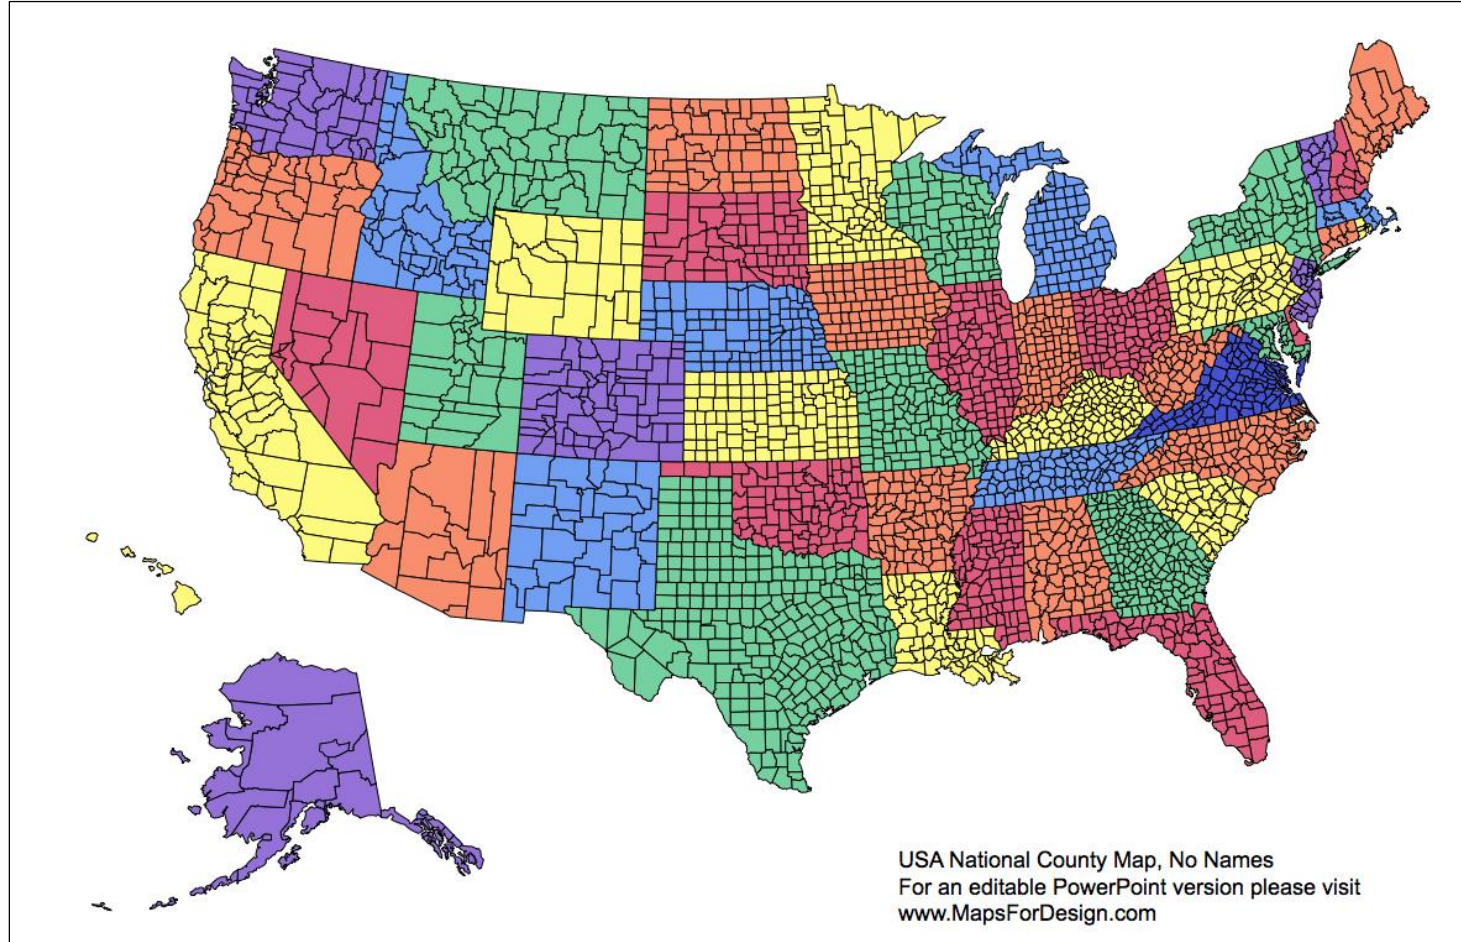 USA National County Map, No Names
For an editable PowerPoint version please visit
www.MapsForDesign.com